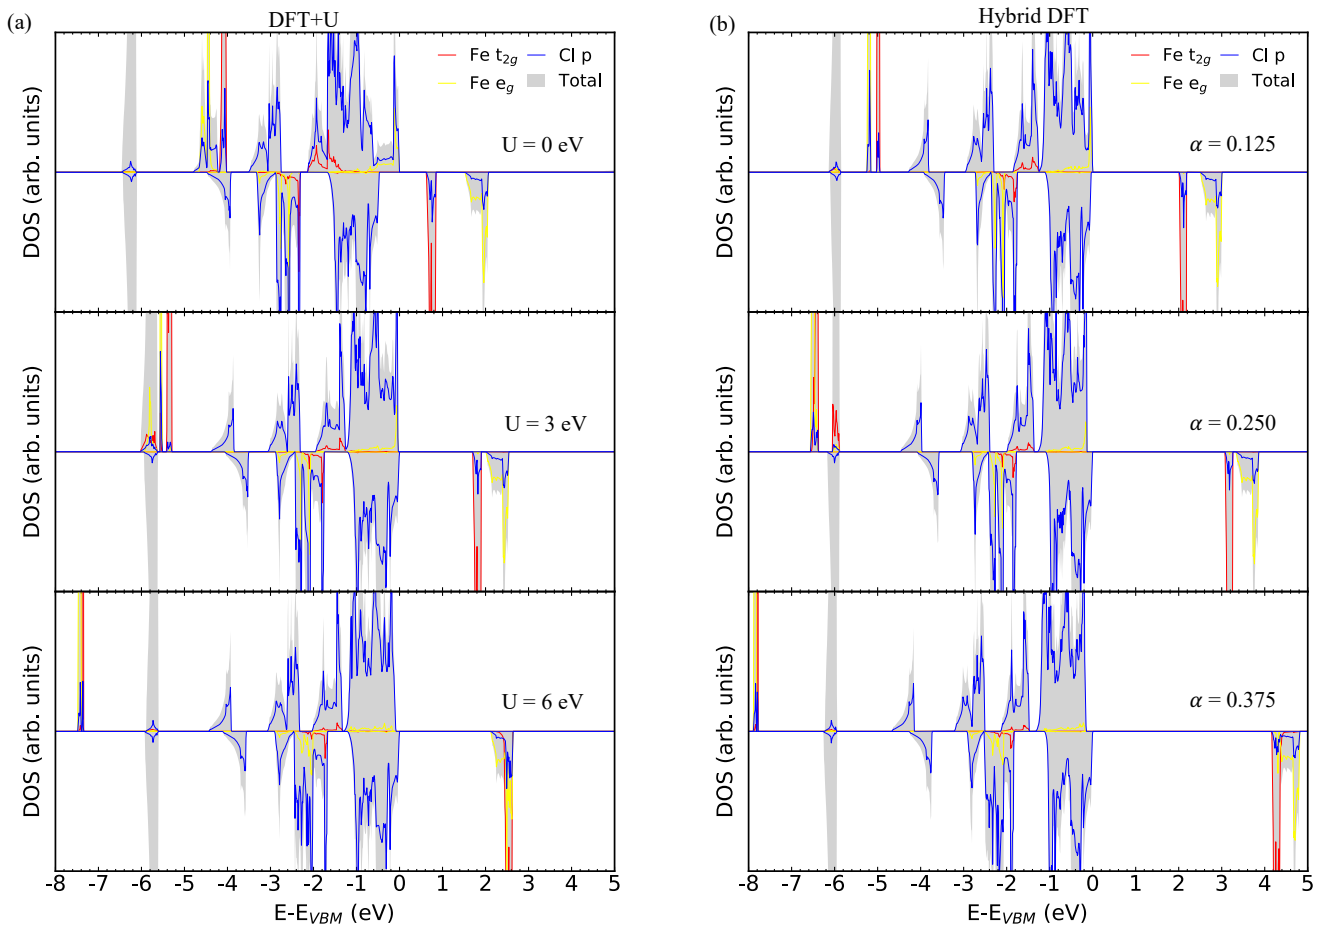 (a)
DFT+U
Fe t2g
Cl p
Fe eg
Total
U = 0 eV
DOS (arb. units)
U = 3 eV
DOS (arb. units)
U = 6 eV
DOS (arb. units)
-8 -7 -6 -5 -4 -3 -2 -1 0 1 2 3 4 5
E-EVBM (eV)
(b)
Hybrid DFT
Fe t2g
Cl p
Fe eg
Total
α = 0.125
DOS (arb. units)
α = 0.250
DOS (arb. units)
α = 0.375
DOS (arb. units)
-8 -7 -6 -5 -4 -3 -2 -1 0 1 2 3 4 5
E-EVBM (eV)